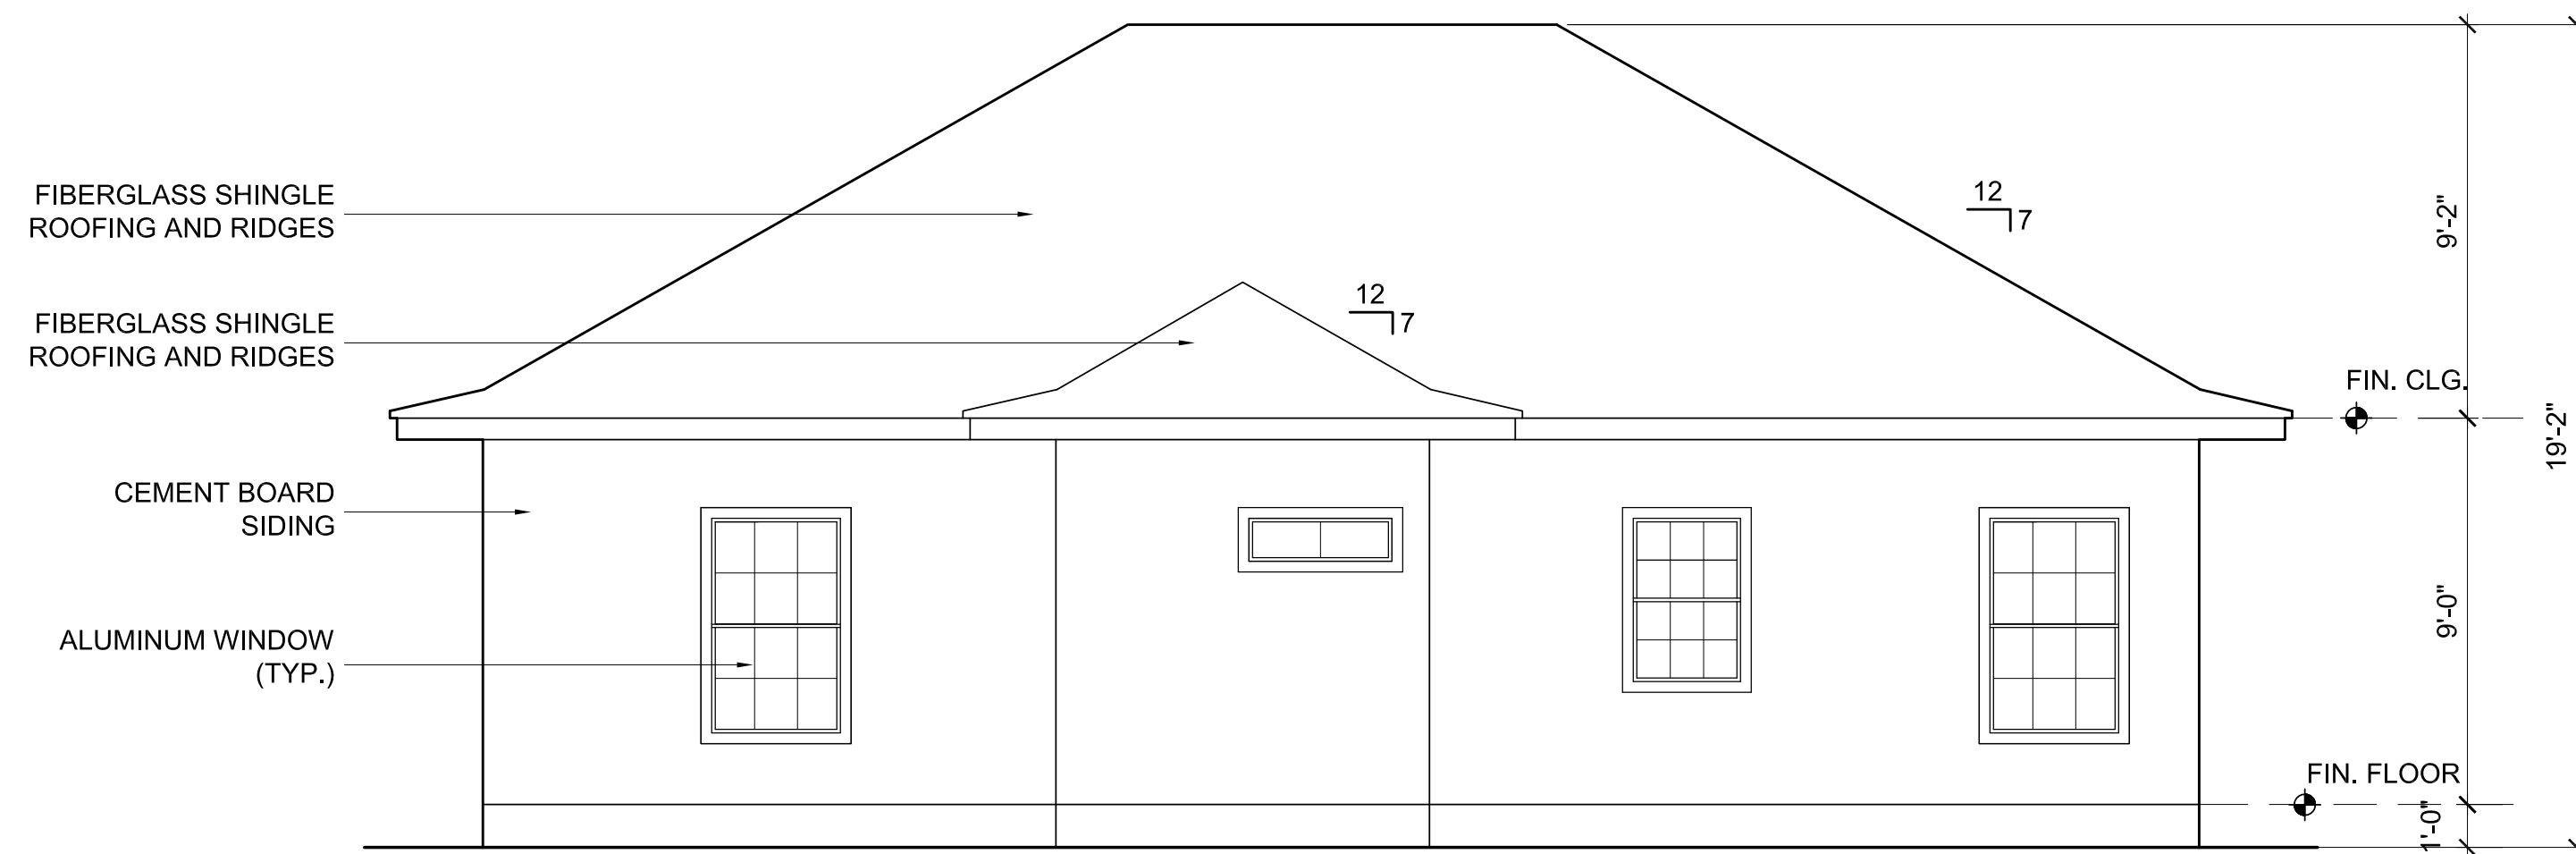 FIBERGLASS SHINGLE
ROOFING AND RIDGES
12
7
9'-2"
FIBERGLASS SHINGLE
ROOFING AND RIDGES
12
7
FIN. CLG.
19'-2"
CEMENT BOARD
SIDING
9'-0"
ALUMINUM WINDOW
(TYP.)
FIN. FLOOR
1'-0"